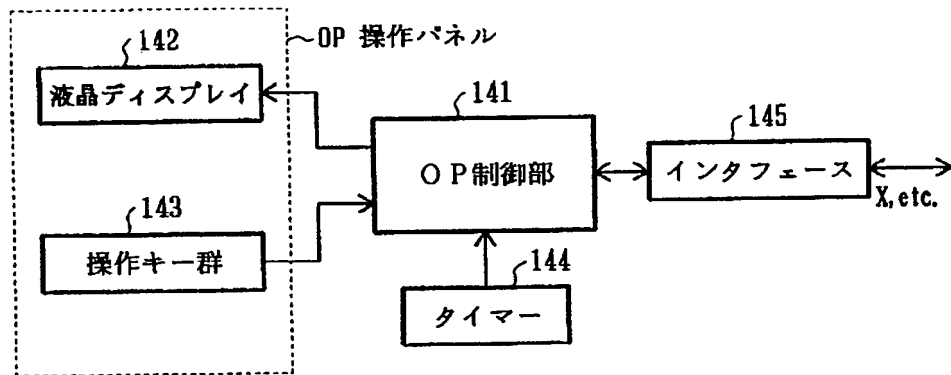 142
OP 操作パネル
液晶ディスプレイ
141
OP制御部
145
インタフェース
X,etc.
143
操作キー群
144
タイマー